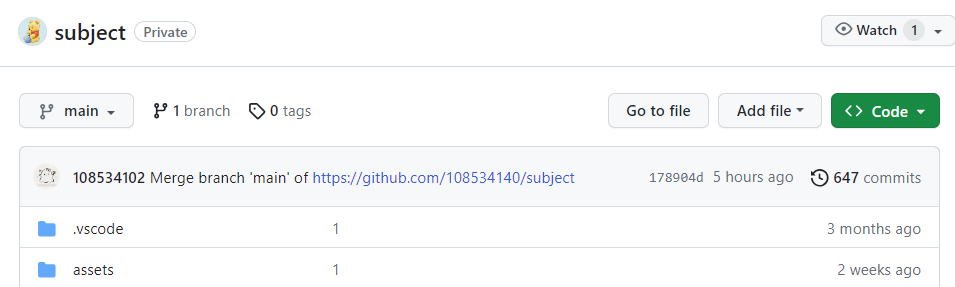 subject Private Watch 1
main 1 branch 0 tags Go to file Add file <> Code
108534102 Merge branch 'main' of https://github.com/108534140/subject 178904d 5 hours ago 647 commits
.vscode 1 3 months ago
assets 1 2 weeks ago